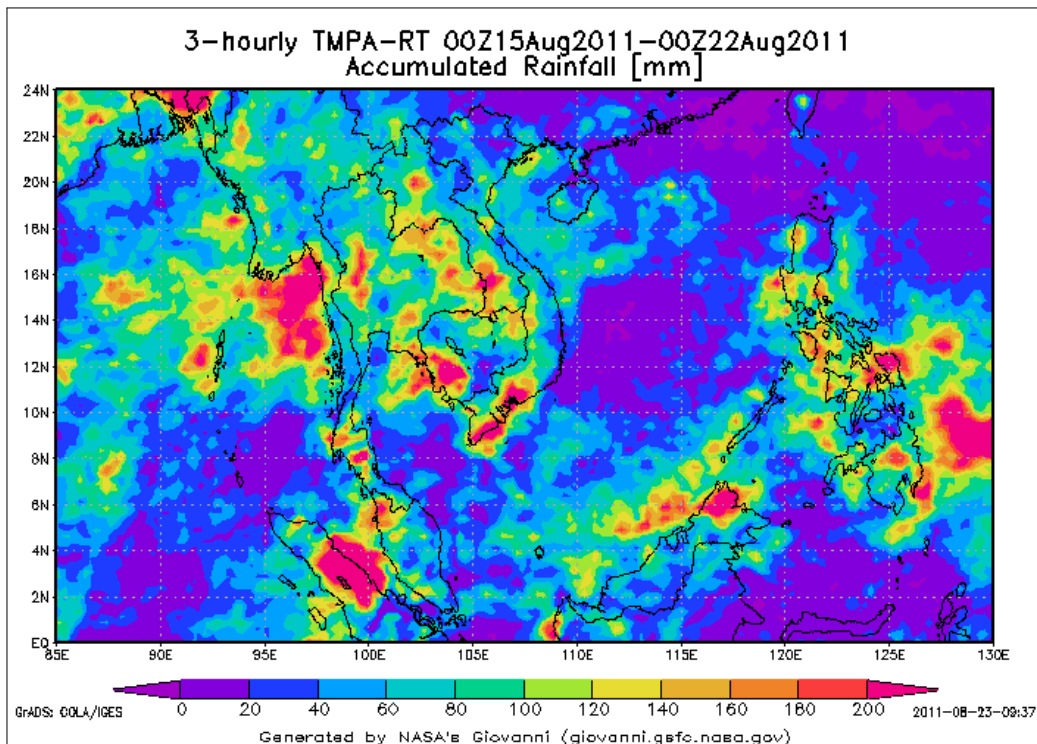 3-hourly TMPA-RT 00Z15Aug2011-00Z22Aug2011
Accumulated Rainfall [mm]
24N
22N
20N
18N
16N
14N
12N
10N
8N
6N
4N
2N
EQ
85E 90E 95E 100E 105E 110E 115E 120E 125E 130E
0 20 40 60 80 100 120 140 160 180 200
GrADS: COLA/IGES 2011-08-23-09:37
Generated by NASA's Giovanni (giovanni.gsfc.nasa.gov)